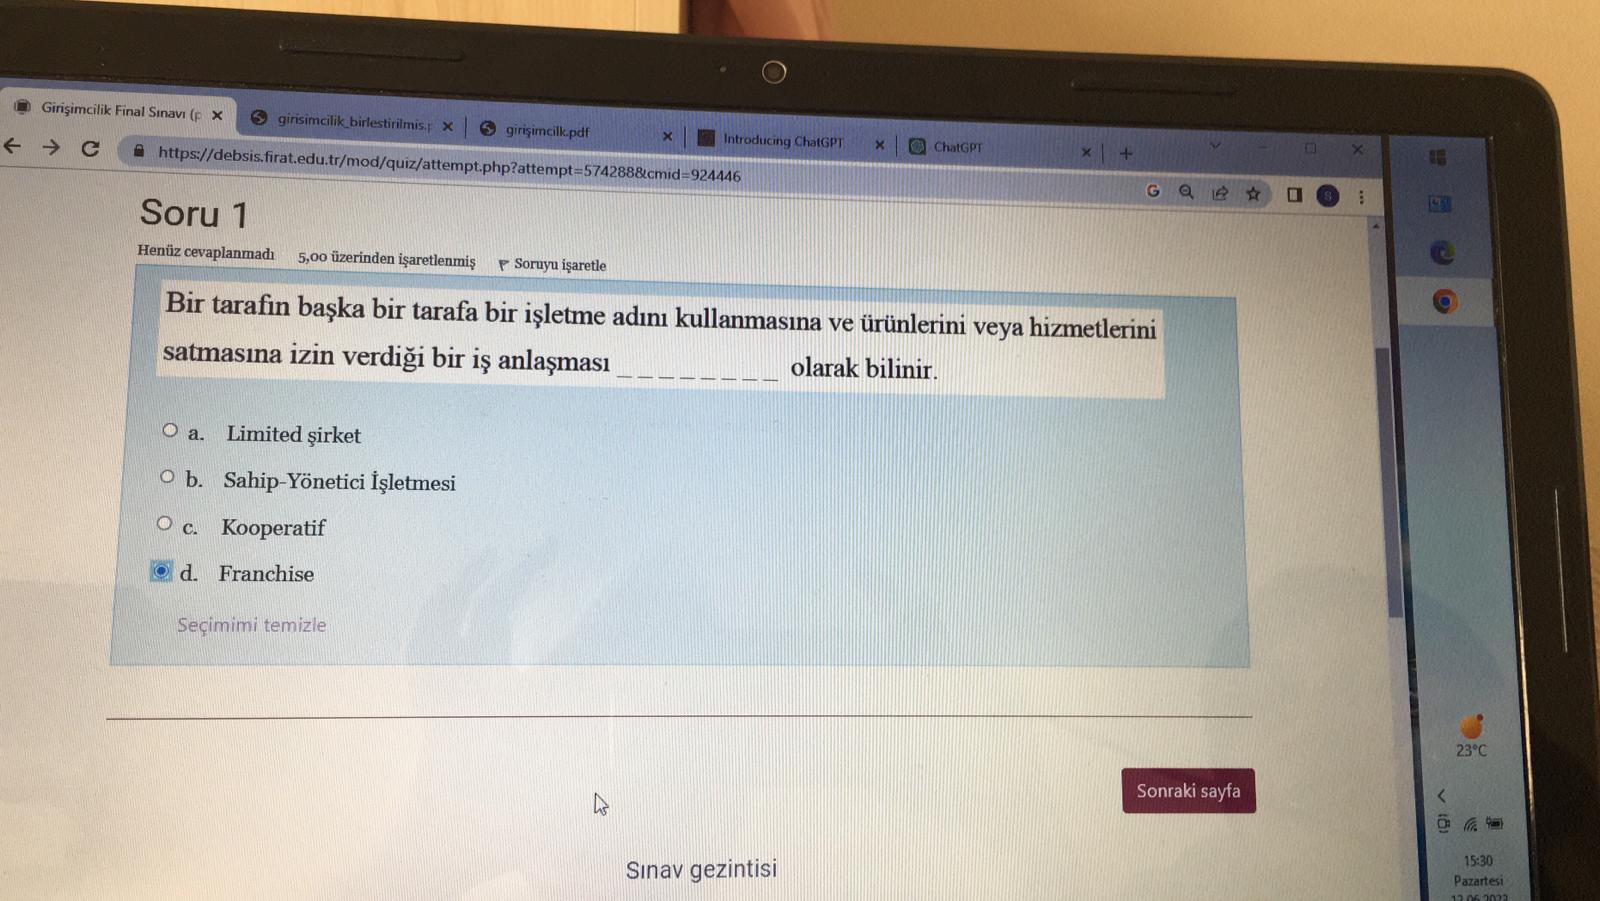 Girişimcilik Final Sınavı (p
girisimcilik_birlestirilmis.p
girişimcilk.pdf
Introducing ChatGPT
ChatGPT
https://debsis.firat.edu.tr/mod/quiz/attempt.php?attempt=574288&cmid=924446
Soru 1
Henüz cevaplanmadı 5,00 üzerinden işaretlenmiş Soruyu işaretle
Bir tarafın başka bir tarafa bir işletme adını kullanmasına ve ürünlerini veya hizmetlerini
satmasına izin verdiği bir iş anlaşması _ _ _ _ _ _ _ _ olarak bilinir.
a. Limited şirket
b. Sahip-Yönetici İşletmesi
c. Kooperatif
d. Franchise
Seçimimi temizle
Sonraki sayfa
Sınav gezintisi
23°C
15:30
Pazartesi
12.06.2023